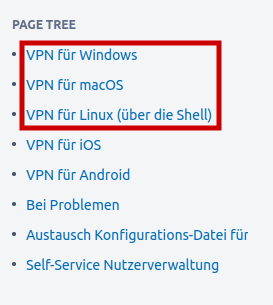 PAGE TREE
VPN für Windows
VPN für macOS
VPN für Linux (über die Shell)
VPN für iOS
VPN für Android
Bei Problemen
Austausch Konfigurations-Datei für
Self-Service Nutzerverwaltung